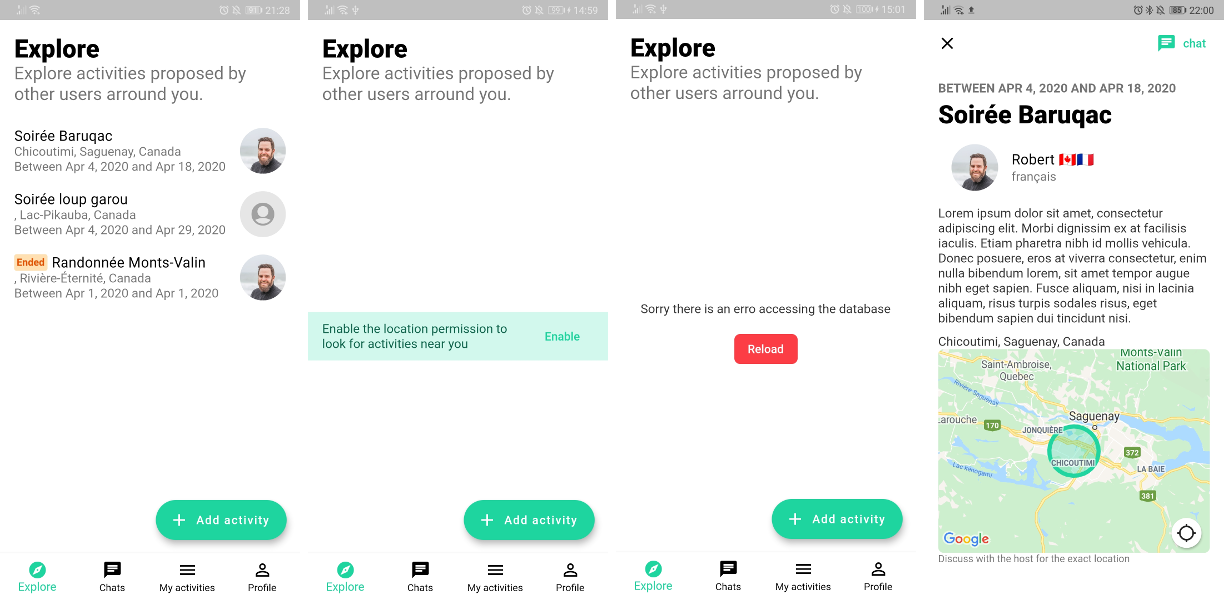 21:28
Explore
Explore activities proposed by
other users arround you.
Soirée Baruqac
Chicoutimi, Saguenay, Canada
Between Apr 4, 2020 and Apr 18, 2020
Soirée loup garou
, Lac-Pikauba, Canada
Between Apr 4, 2020 and Apr 29, 2020
Ended Randonnée Monts-Valin
, Rivière-Éternité, Canada
Between Apr 1, 2020 and Apr 1, 2020
+ Add activity
Explore Chats My activities Profile
14:59
Explore
Explore activities proposed by
other users arround you.
Enable the location permission to
look for activities near you
Enable
+ Add activity
Explore Chats My activities Profile
100 15:01
Explore
Explore activities proposed by
other users arround you.
Sorry there is an erro accessing the database
Reload
+ Add activity
Explore Chats My activities Profile
85 22:00
chat
BETWEEN APR 4, 2020 AND APR 18, 2020
Soirée Baruqac
Robert
français
Lorem ipsum dolor sit amet, consectetur
adipiscing elit. Morbi dignissim ex at facilisis
iaculis. Etiam pharetra nibh id mollis vehicula.
Donec posuere, eros at viverra consectetur, enim
nulla bibendum lorem, sit amet tempor augue
nibh eget sapien. Fusce aliquam, nisi in lacinia
aliquam, risus turpis sodales risus, eget
bibendum sapien dui tincidunt nisi.
Chicoutimi, Saguenay, Canada
Monts-Valin
National Park
Saint-Ambroise,
Quebec
Rivière Saguenay
larouche
170
Saguenay
JONQUIÈRE
CHICOUTIMI
372
LA BAIE
Lac Kénogami
381
Google
Discuss with the host for the exact location